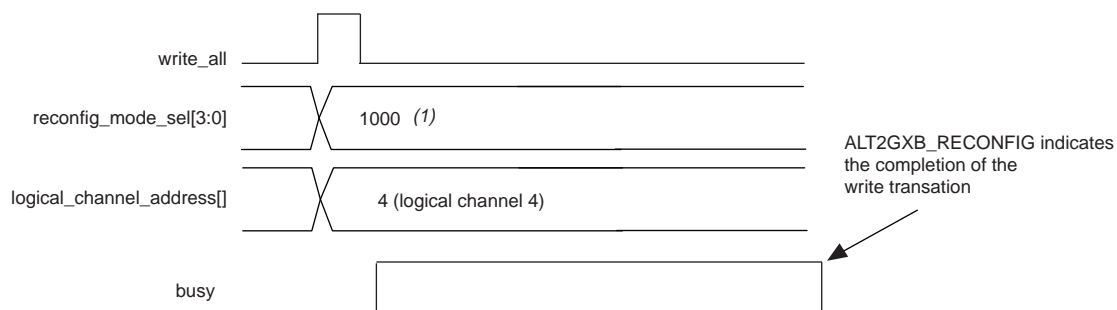 write_all
reconfig_mode_sel[3:0]
1000 (1)
ALT2GXB_RECONFIG indicates
the completion of the
write transation
logical_channel_address[]
4 (logical channel 4)
busy